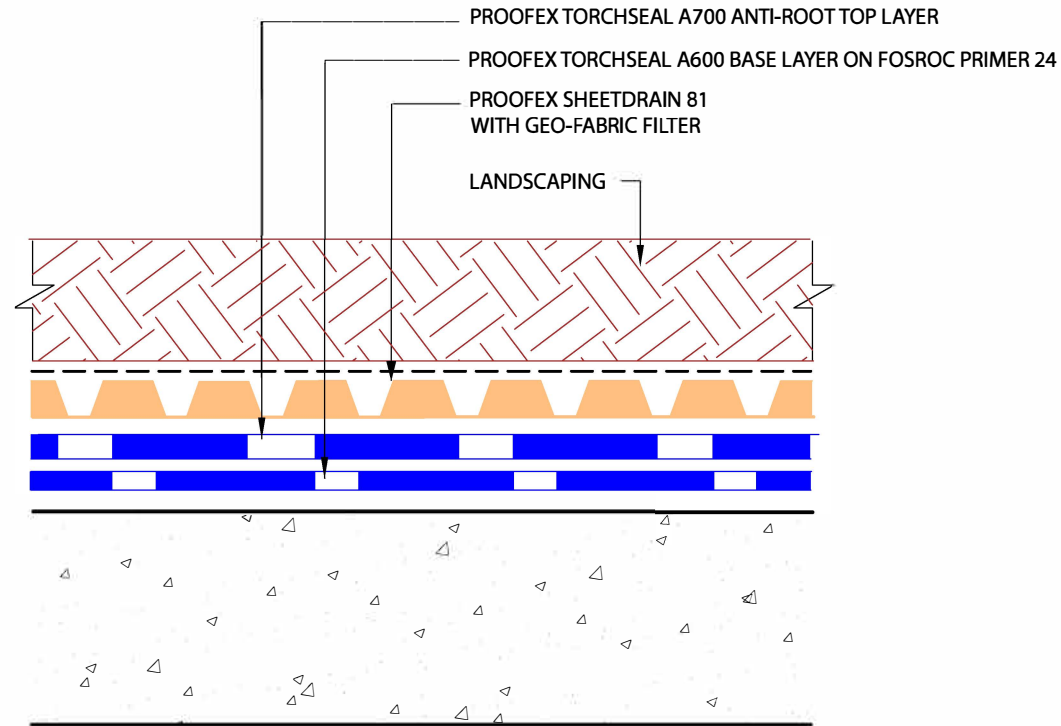 PROOFEX TORCHSEAL A700 ANTI-ROOT TOP LAYER
PROOFEX TORCHSEAL A600 BASE LAYER ON FOSROC PRIMER 24
PROOFEX SHEETDRAIN 81
WITH GEO-FABRIC FILTER
LANDSCAPING